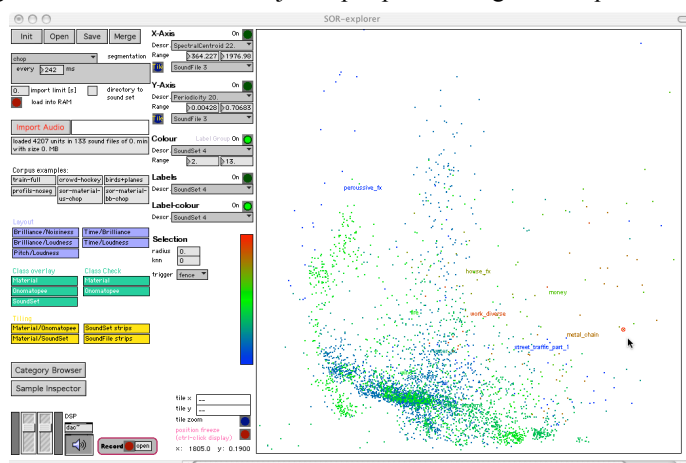 SOR-explorer
Init Open Save Merge
chop segmentation
every 242 ms
0. import limit [s] directory to sound set
load into RAM
Import Audio
loaded 4207 units in 133 sound files of 0. min
with size 0. MB
Corpus examples:
train-full crowd-hockey birds+planes
profils-noseg sor-material-us-chop sor-material-bb-chop
Layout
Brilliance/Noisiness Time/Brilliance
Brilliance/Loudness Time/Loudness
Pitch/Loudness
Class overlay Class Check
Material Material
Onomatopee Onomatopee
SoundSet
Tiling
Material/Onomatopee SoundSet strips
Material/SoundSet SoundFile strips
Category Browser
Sample Inspector
DSP
dac~
Record open
X-Axis On
Descr. SpectralCentroid 22.
Range 364.227 1976.98
SoundFile 3
Y-Axis On
Descr. Periodicity 20.
Range 0.00428 0.70683
SoundFile 3
Colour Label Group On
Descr. SoundSet 4
Range 2. 13.
Labels On
Descr. SoundSet 4
Label-colour On
Descr. SoundSet 4
Selection
radius 0.
knn 0
trigger fence
tile x
tile y
tile zoom
position freeze
(ctrl-click display)
x: 1805.0 y: 0.1900
percussive_fx
house_fx
money
work_diverse
metal_chain
street_traffic_part_1